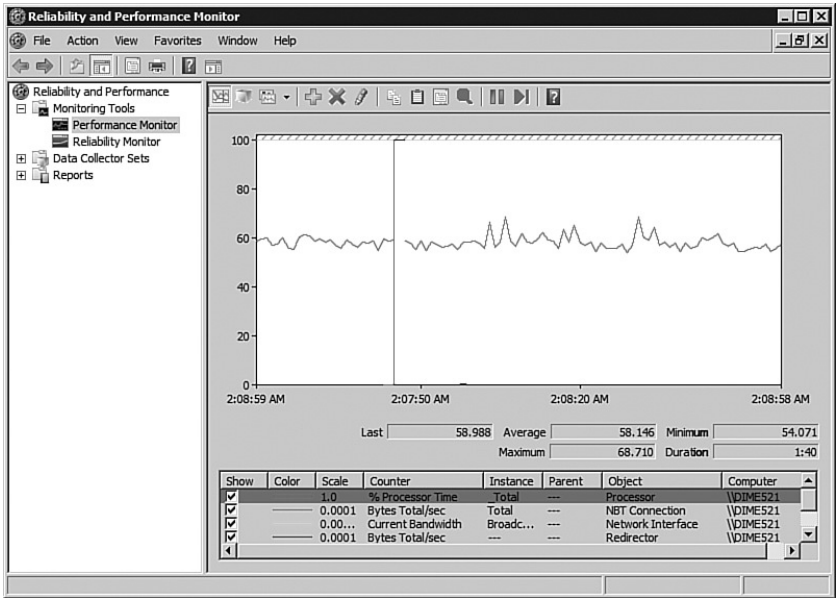 Reliability and Performance Monitor
File Action View Favorites Window Help
Reliability and Performance
Monitoring Tools
Performance Monitor
Reliability Monitor
Data Collector Sets
Reports
100
80
60
40
20
0
2:08:59 AM 2:07:50 AM 2:08:20 AM 2:08:58 AM
Last 58.988 Average 58.146 Minimum 54.071
Maximum 68.710 Duration 1:40
Show Color Scale Counter Instance Parent Object Computer
1.0 % Processor Time _Total --- Processor \\DIME521
0.0001 Bytes Total/sec Total --- NBT Connection \\DIME521
0.00... Current Bandwidth Broadc... --- Network Interface \\DIME521
0.0001 Bytes Total/sec --- --- Redirector \\DIME521